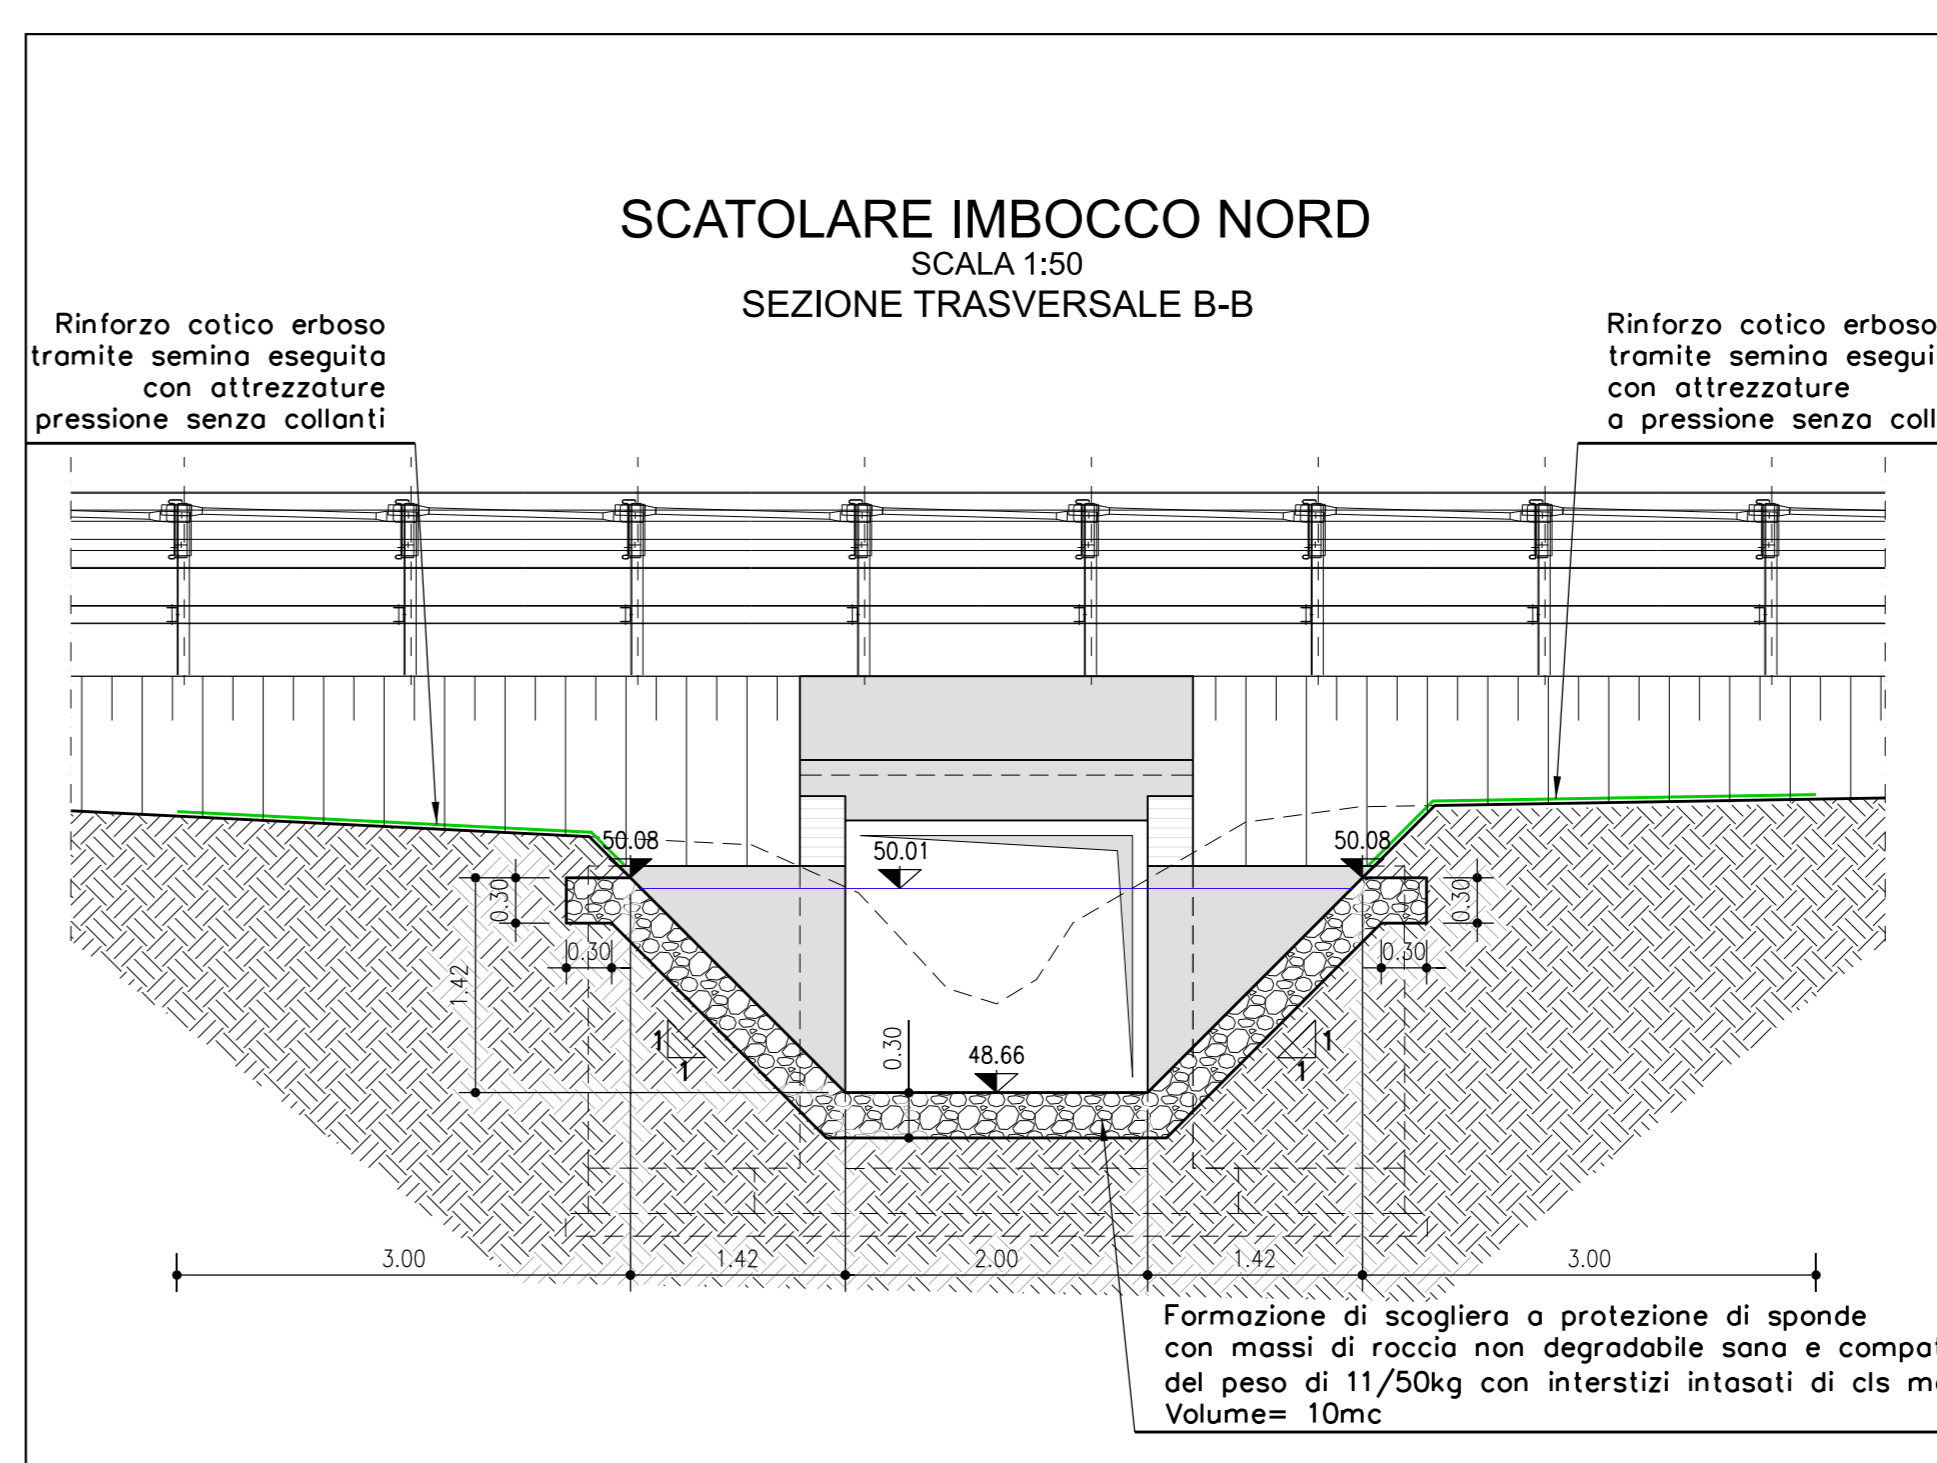 SCATOLARE IMBOCCO NORD
SCALA 1:50
SEZIONE TRASVERSALE B-B
Rinforzo cotico erboso
tramite semina eseguita
con attrezzature
pressione senza collanti
Rinforzo cotico erboso
tramite semina esegui
con attrezzature
a pressione senza coll
50.08
50.01
50.08
0.30
0.30
0.30
0.30
1.42
0.30
48.66
1
1
1
1
3.00
1.42
2.00
1.42
3.00
Formazione di scogliera a protezione di sponde
con massi di roccia non degradabile sana e compat
del peso di 11/50kg con interstizi intasati di cls m
Volume= 10mc